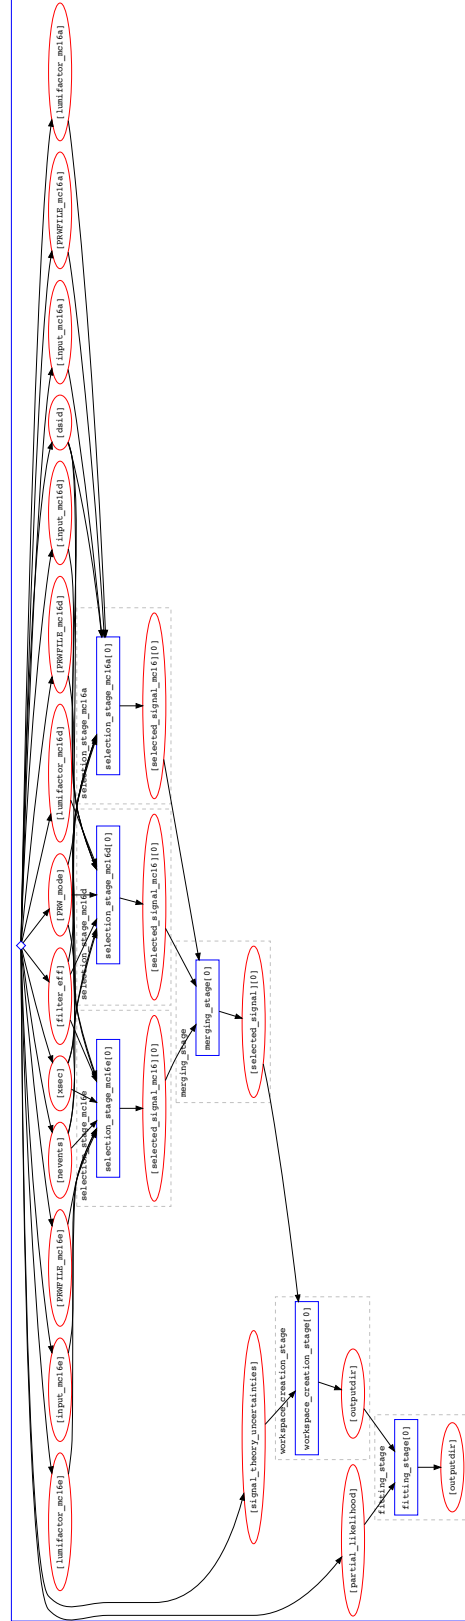 [lumifactor_mc16e]
[input_mc16e]
[PRWFILE_mc16e]
[nevents]
[xsec]
[filter_eff]
[PRW_mode]
[lumifactor_mc16d]
[PRWFILE_mc16d]
[input_mc16d]
[dsid]
[input_mc16a]
[PRWFILE_mc16a]
[lumifactor_mc16a]
selection_stage_mc16e
selection_stage_mc16d
selection_stage_mc16a
selection_stage_mc16e[0]
selection_stage_mc16d[0]
selection_stage_mc16a[0]
[selected_signal_mc16][0]
[selected_signal_mc16][0]
[selected_signal_mc16][0]
merging_stage
merging_stage[0]
[signal_theory_uncertainties]
[selected_signal][0]
workspace_creation_stage
workspace_creation_stage[0]
[partial_likelihood]
[outputdir]
fitting_stage
fitting_stage[0]
[outputdir]